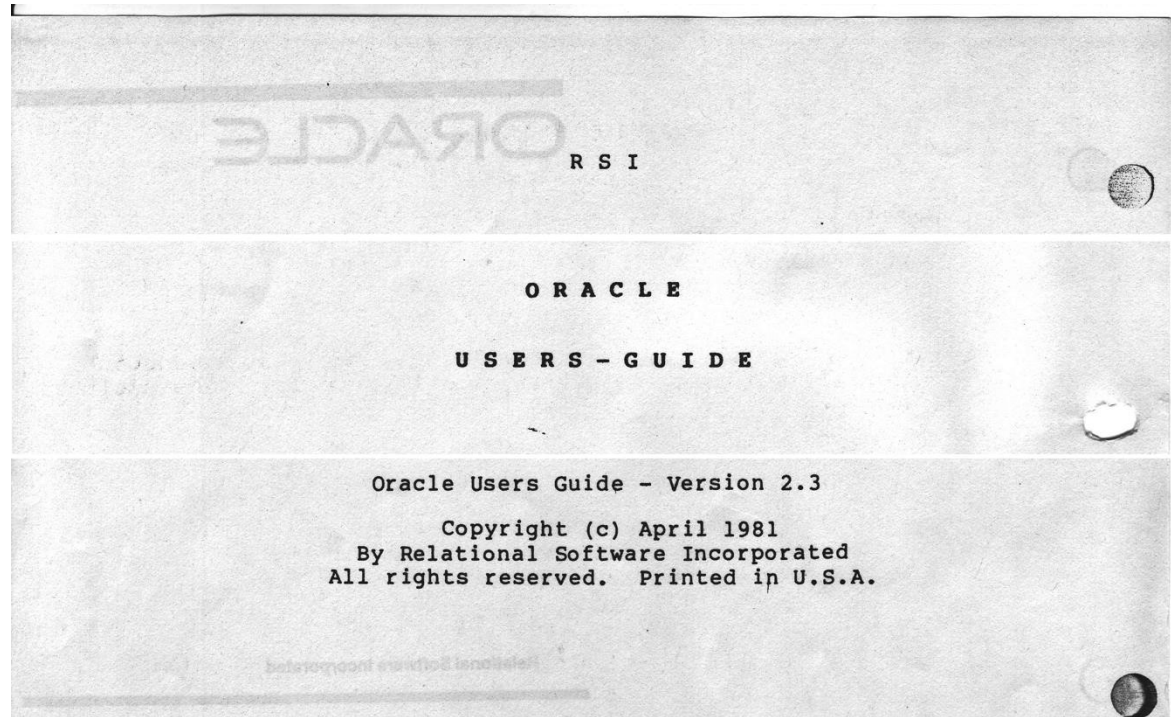 ORACLE
R S I
O R A C L E
U S E R S - G U I D E
Oracle Users Guide - Version 2.3
Copyright (c) April 1981
By Relational Software Incorporated
All rights reserved.  Printed in U.S.A.
Relational Software Incorporated